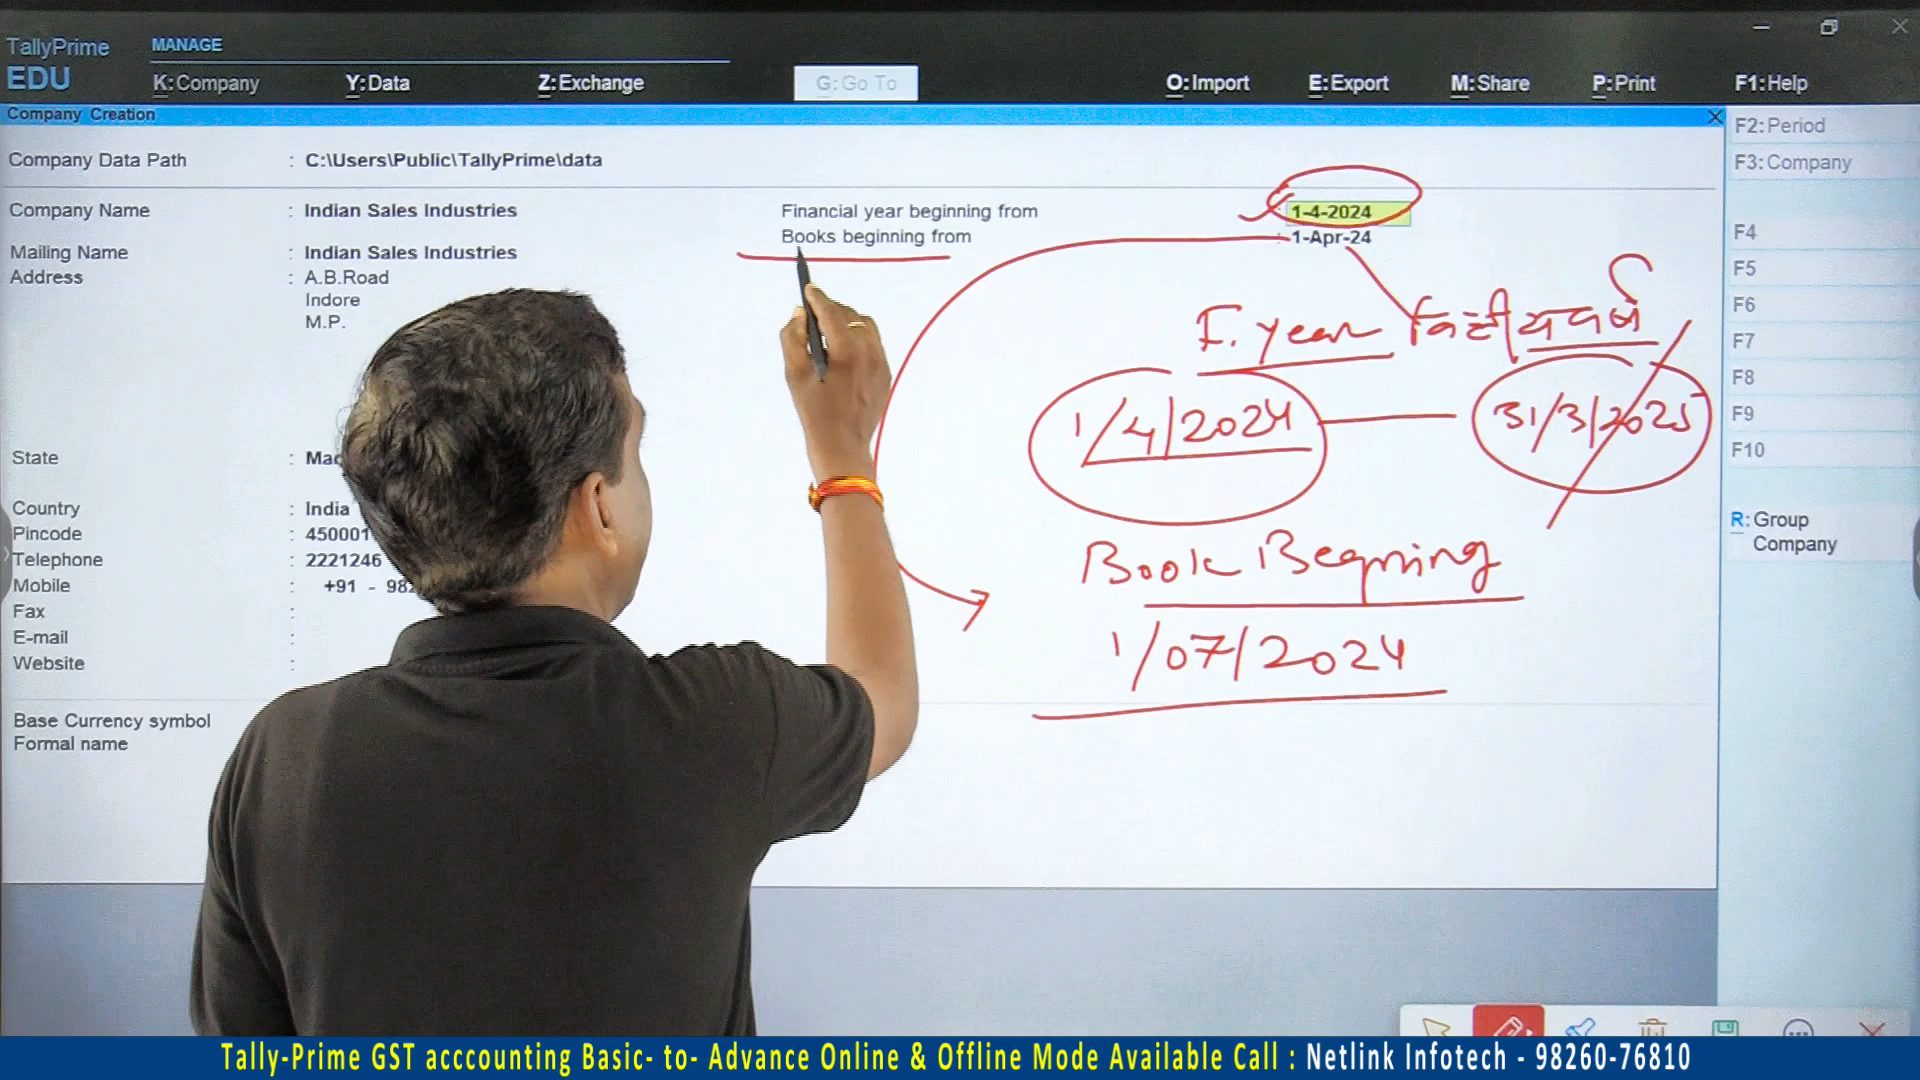 TallyPrime
EDU
MANAGE
K:Company Y:Data Z:Exchange G:Go To O:Import E:Export M:Share P:Print F1:Help
Company Creation
F2:Period
F3:Company
Company Data Path : C:\Users\Public\TallyPrime\data
Company Name : Indian Sales Industries Financial year beginning from : 1-4-2024
Books beginning from : 1-Apr-24
Mailing Name : Indian Sales Industries
Address : A.B.Road
Indore
M.P.
F4
F5
F6
F7
F8
F9
F10
F. year
1/4/2024 31/3/2025
State :
Country : India
Pincode : 450001
Telephone : 2221246
Mobile : +91 - 982
Fax :
E-mail :
Website :
R: Group
Company
Book Begnning
1/07/2024
Base Currency symbol
Formal name
Tally-Prime GST acccounting Basic- to- Advance Online & Offline Mode Available Call : Netlink Infotech - 98260-76810